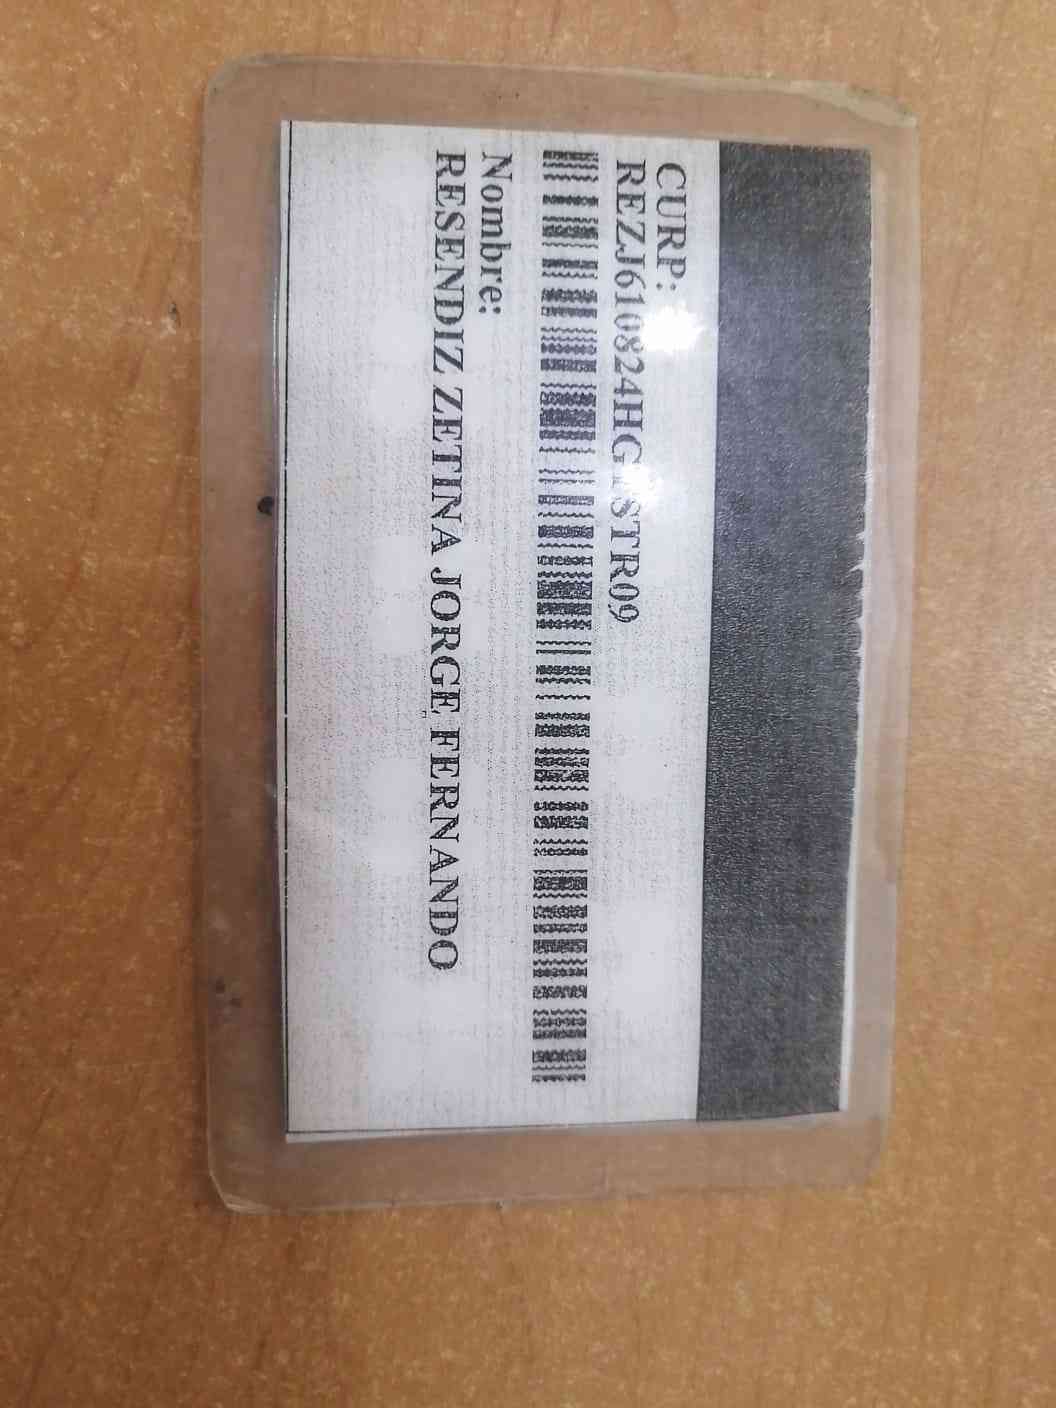 CURP:
Nombre:
RESENDIZ ZETINA JORGE FERNANDO